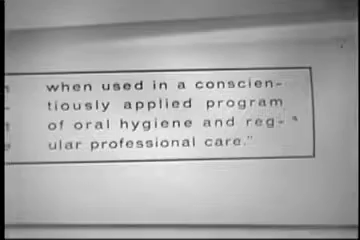 when used in a conscien-
tiously applied program
of oral hygiene and reg-
ular professional care."